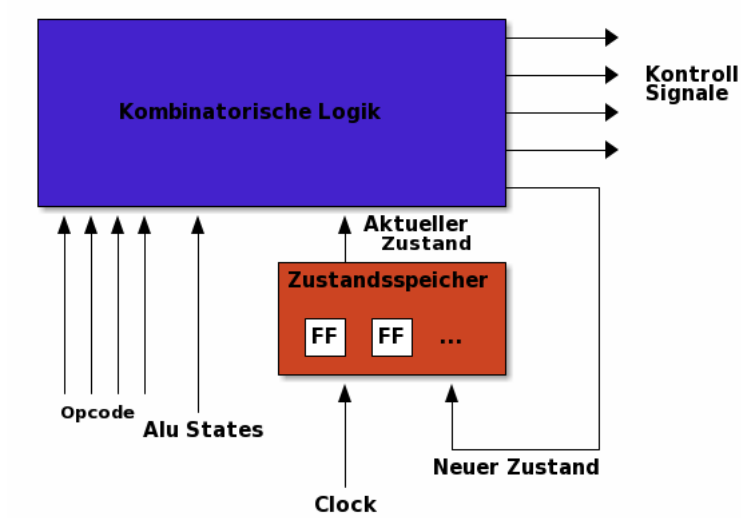 Kombinatorische Logik
Kontroll
Signale
Aktueller
Zustand
Zustandsspeicher
FF
FF
...
Opcode
Alu States
Neuer Zustand
Clock